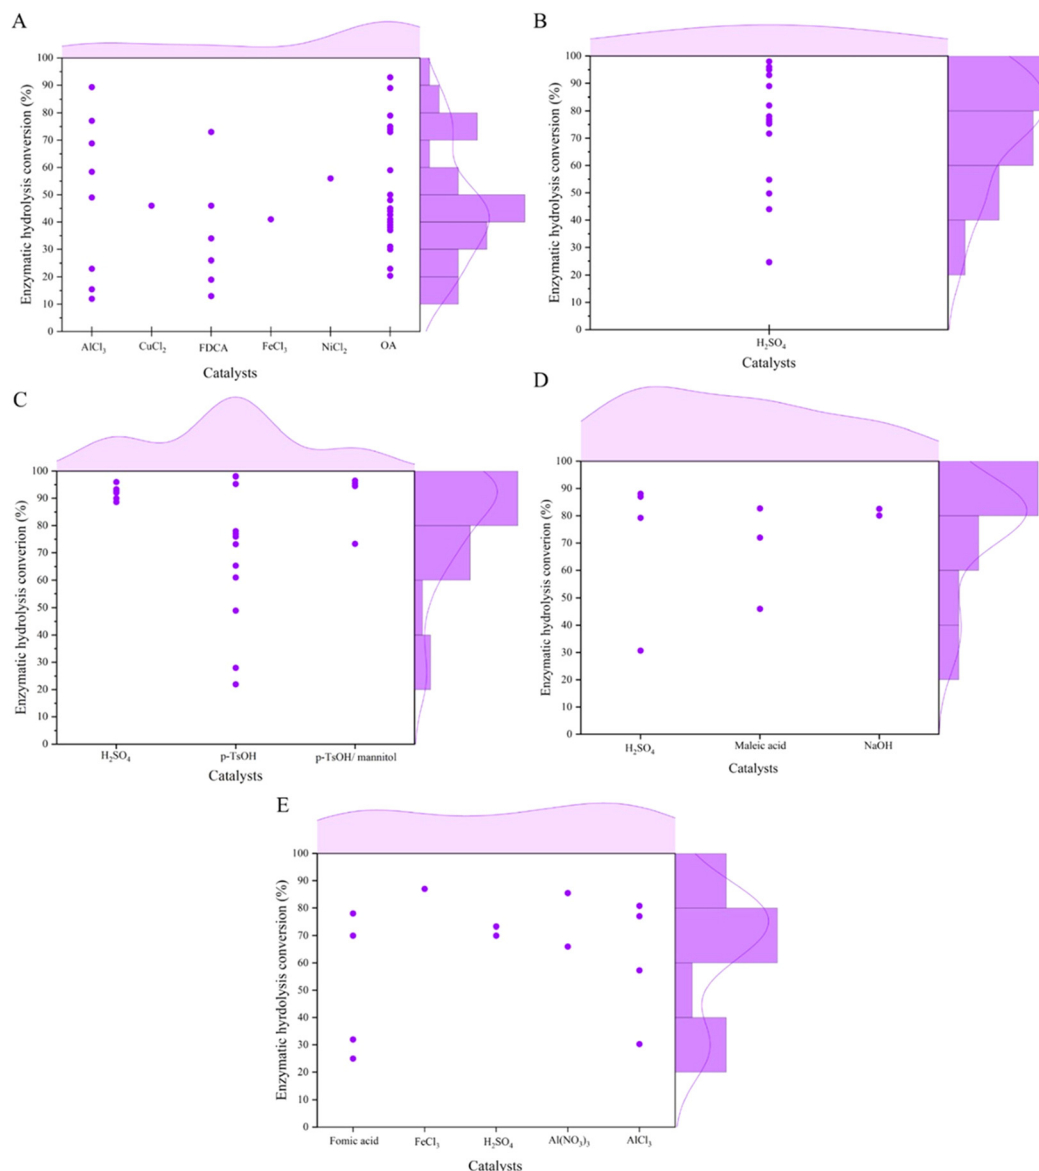 A
Enzymatic hydrolysis conversion (%)
100
90
80
70
60
50
40
30
20
10
0
AlCl₃ CuCl₂ FDCA FeCl₃ NiCl₂ OA
Catalysts
B
Enzymatic hydrolysis conversion (%)
100
90
80
70
60
50
40
30
20
10
0
H₂SO₄
Catalysts
C
Enzymatic hydrolysis converion (%)
100
90
80
70
60
50
40
30
20
10
0
H₂SO₄ p-TsOH p-TsOH/ mannitol
Catalysts
D
Enzymatic hydrolysis conversion (%)
100
90
80
70
60
50
40
30
20
10
0
H₂SO₄ Maleic acid NaOH
Catalysts
E
Enzymatic hyrdolysis conversion (%)
100
90
80
70
60
50
40
30
20
10
0
Fomic acid FeCl₃ H₂SO₄ Al(NO₃)₃ AlCl₃
Catalysts